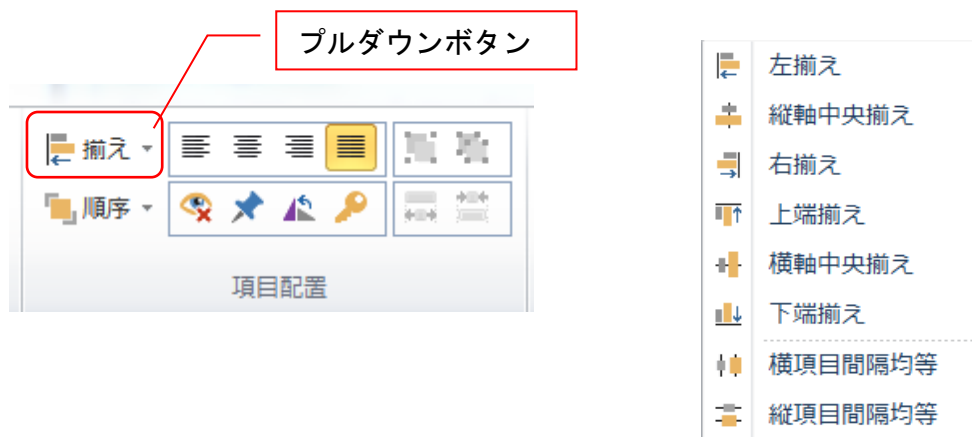 プルダウンボタン
揃え
順序
項目配置
左揃え
縦軸中央揃え
右揃え
上端揃え
横軸中央揃え
下端揃え
横項目間隔均等
縦項目間隔均等